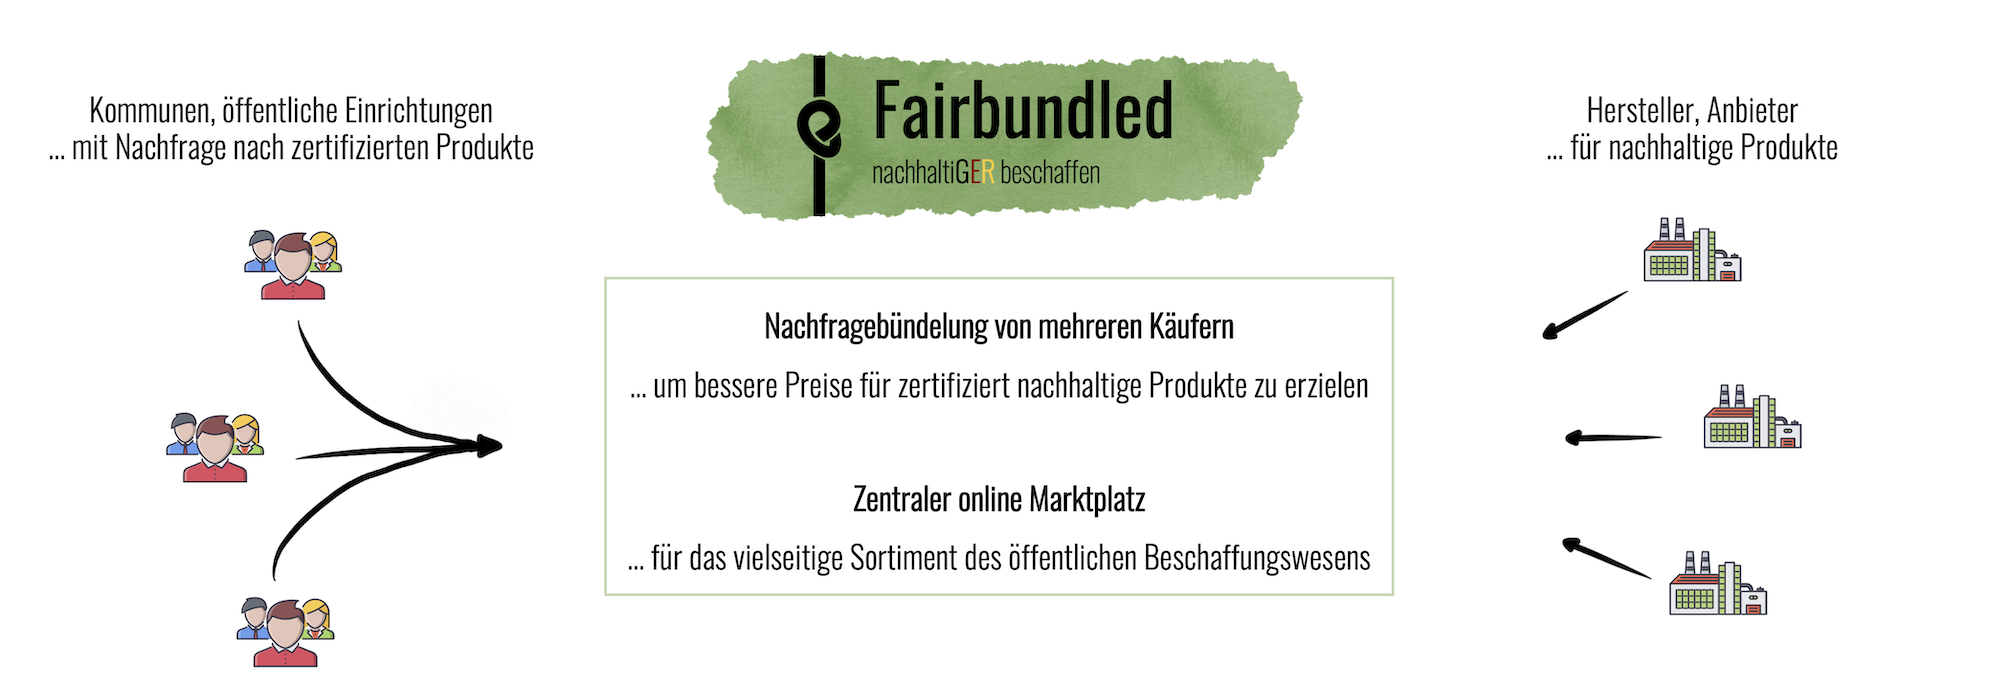 Kommunen, öffentliche Einrichtungen
... mit Nachfrage nach zertifizierten Produkte
Fairbundled
nachhaltiGER beschaffen
Hersteller, Anbieter
... für nachhaltige Produkte
Nachfragebündelung von mehreren Käufern
... um bessere Preise für zertifiziert nachhaltige Produkte zu erzielen
Zentraler online Marktplatz
... für das vielseitige Sortiment des öffentlichen Beschaffungswesens